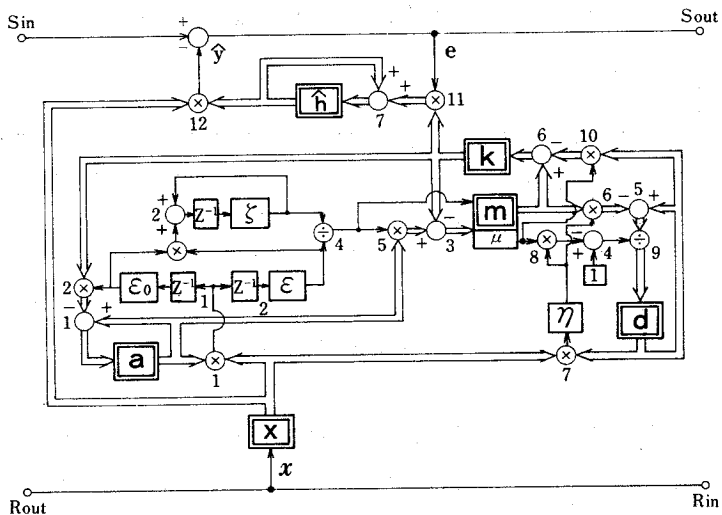 Sin + Sout
− ŷ e
+
ĥ + ×
× 7 11
12
6 − 10
k ×
+
2 + Z⁻¹ ζ m 6 − 5 +
+ ÷ × + − × ÷
× 4 5 3 μ × + 4 9
8
2 × ε₀ Z⁻¹ Z⁻¹ ε 1
1 2
− +
1 η d
a ×
1 ×
7
X
x
Rout Rin